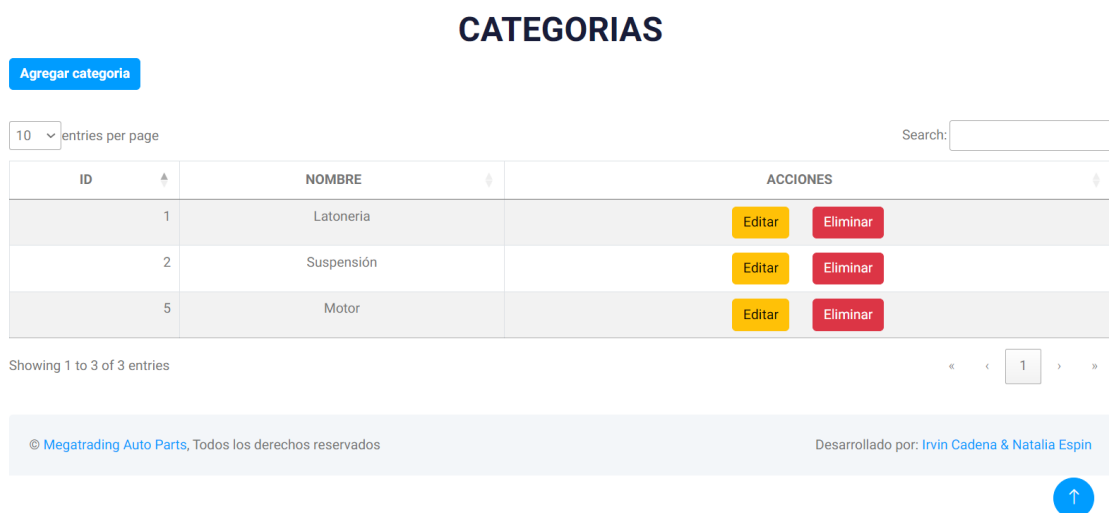 CATEGORIAS
Agregar categoria
10 entries per page Search:
ID NOMBRE ACCIONES
1 Latoneria Editar Eliminar
2 Suspensión Editar Eliminar
5 Motor Editar Eliminar
Showing 1 to 3 of 3 entries « ‹ 1 › »
© Megatrading Auto Parts, Todos los derechos reservados Desarrollado por: Irvin Cadena & Natalia Espin